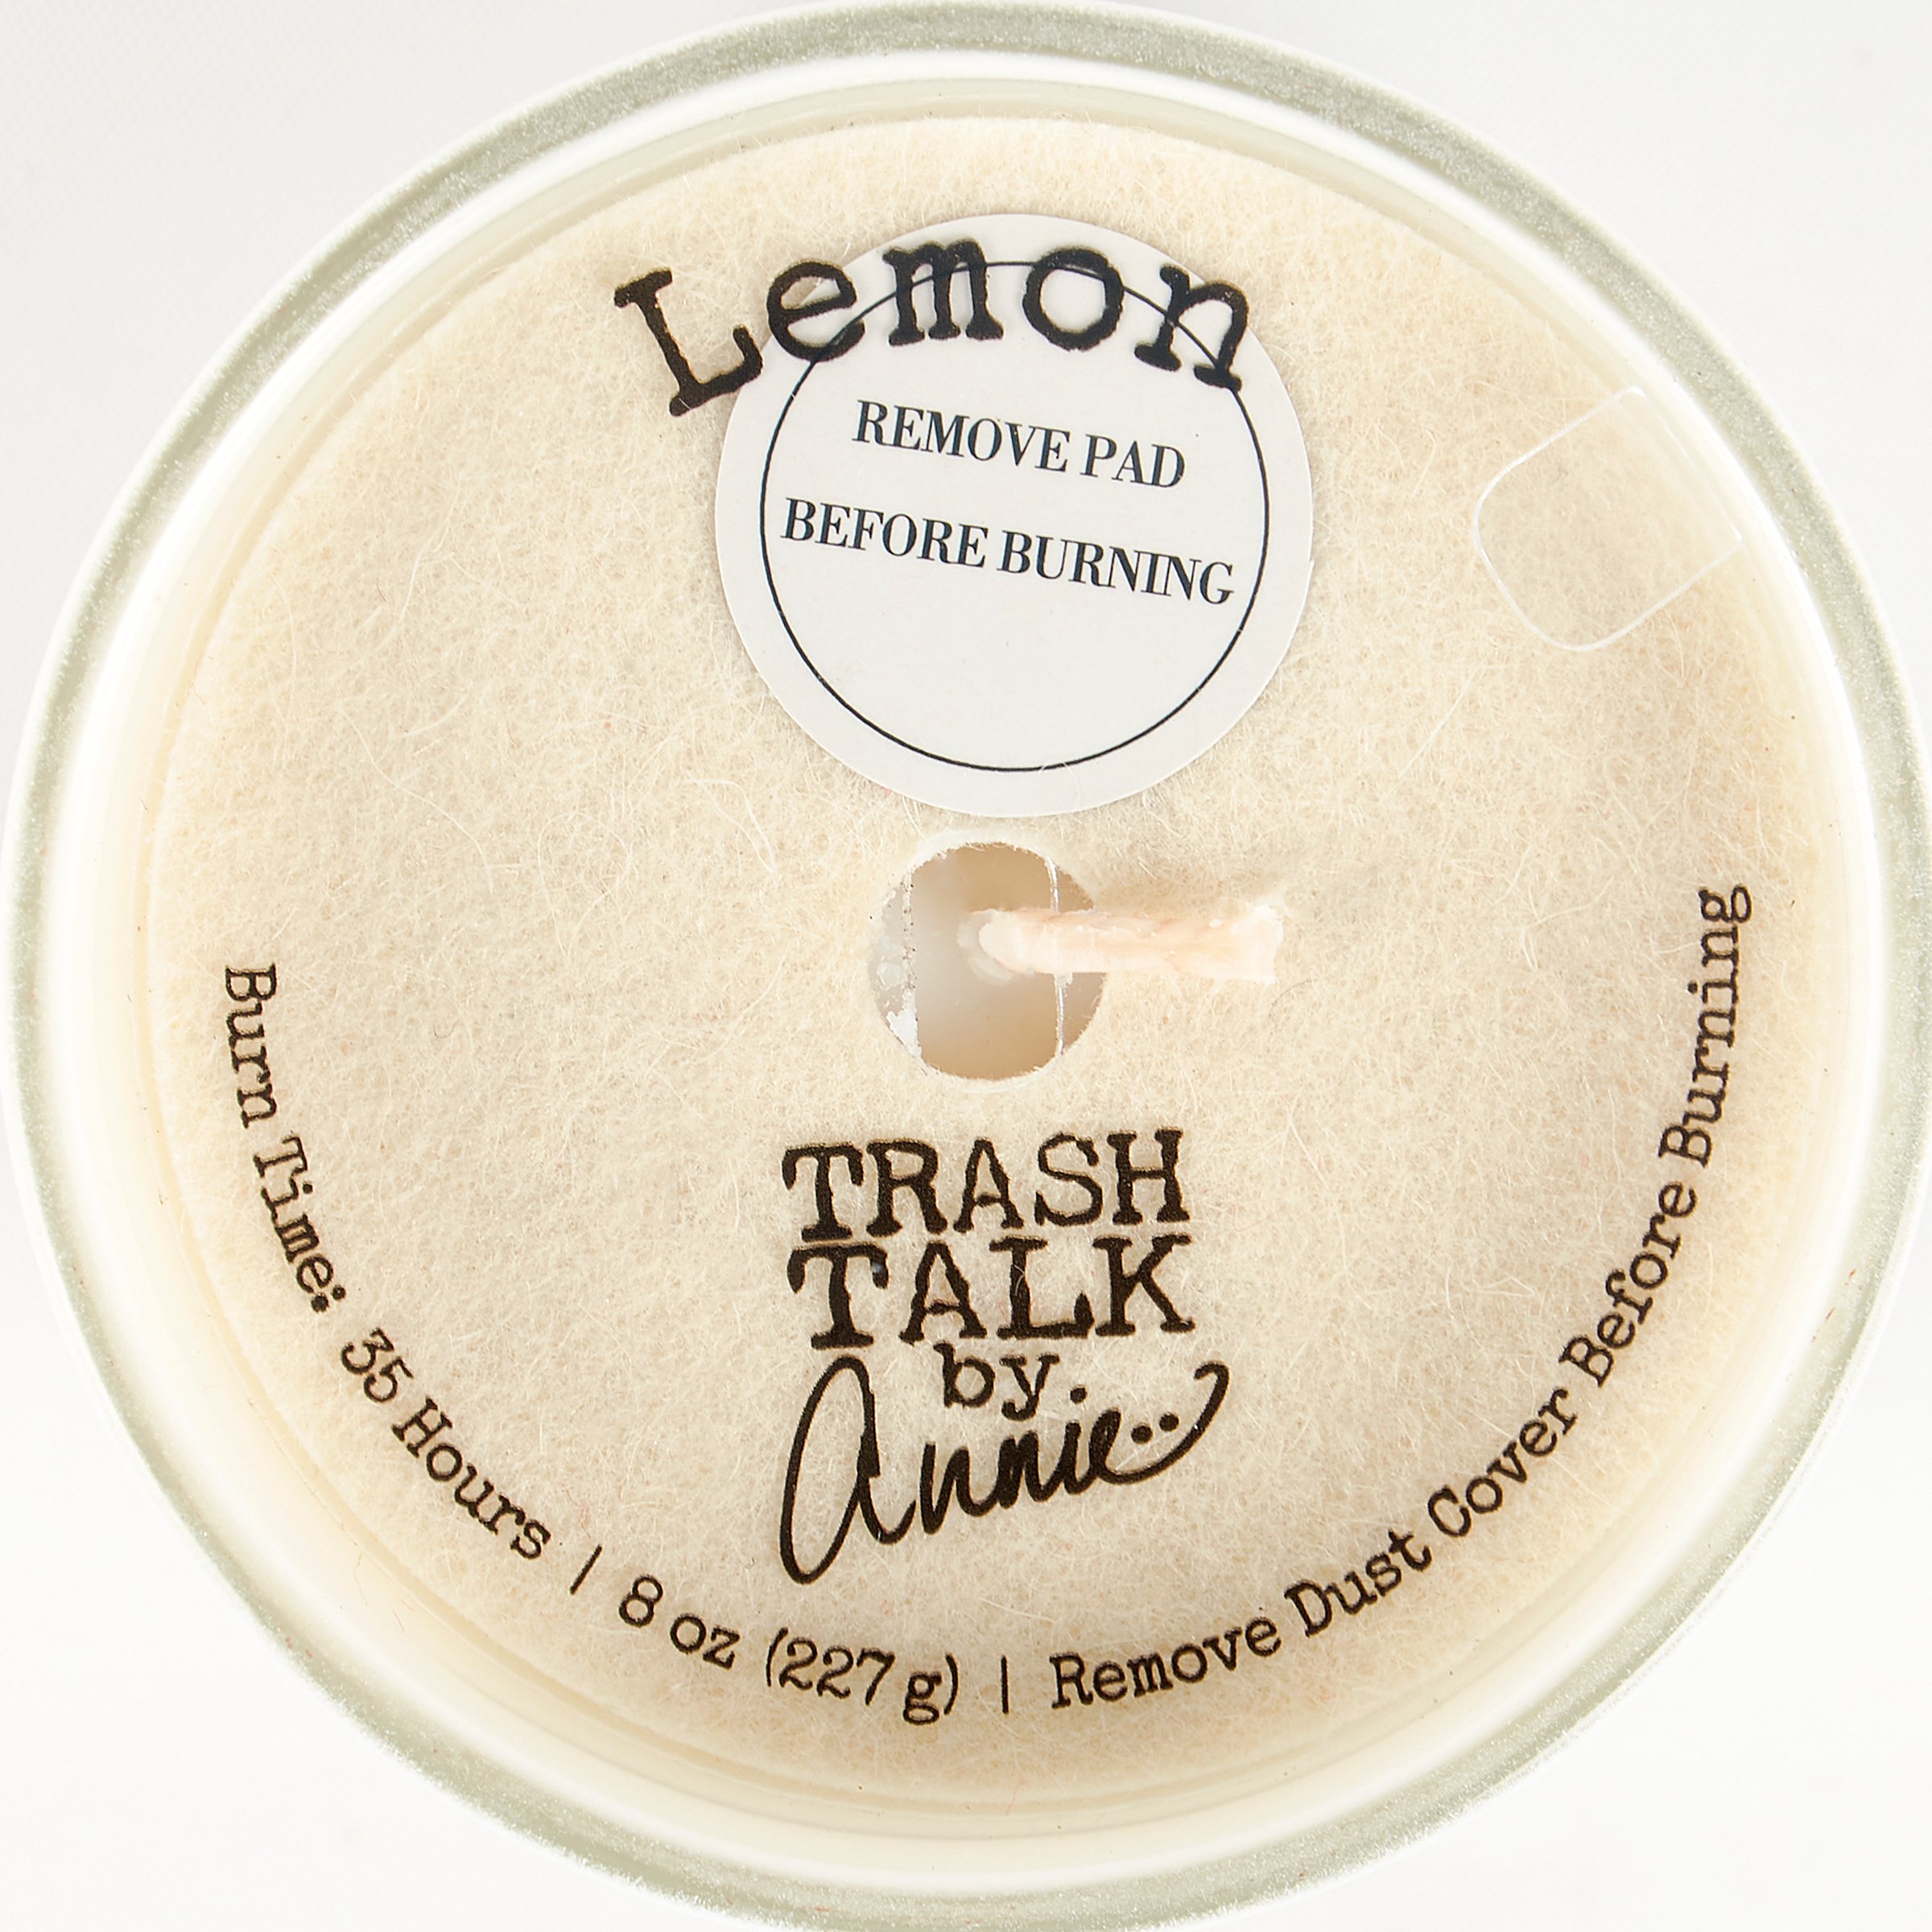 Lemon
REMOVE PAD
BEFORE BURNING
TRASH
TALK
by
Annie
Burn Time: 35 Hours | 8 oz (227 g) | Remove Dust Cover Before Burning